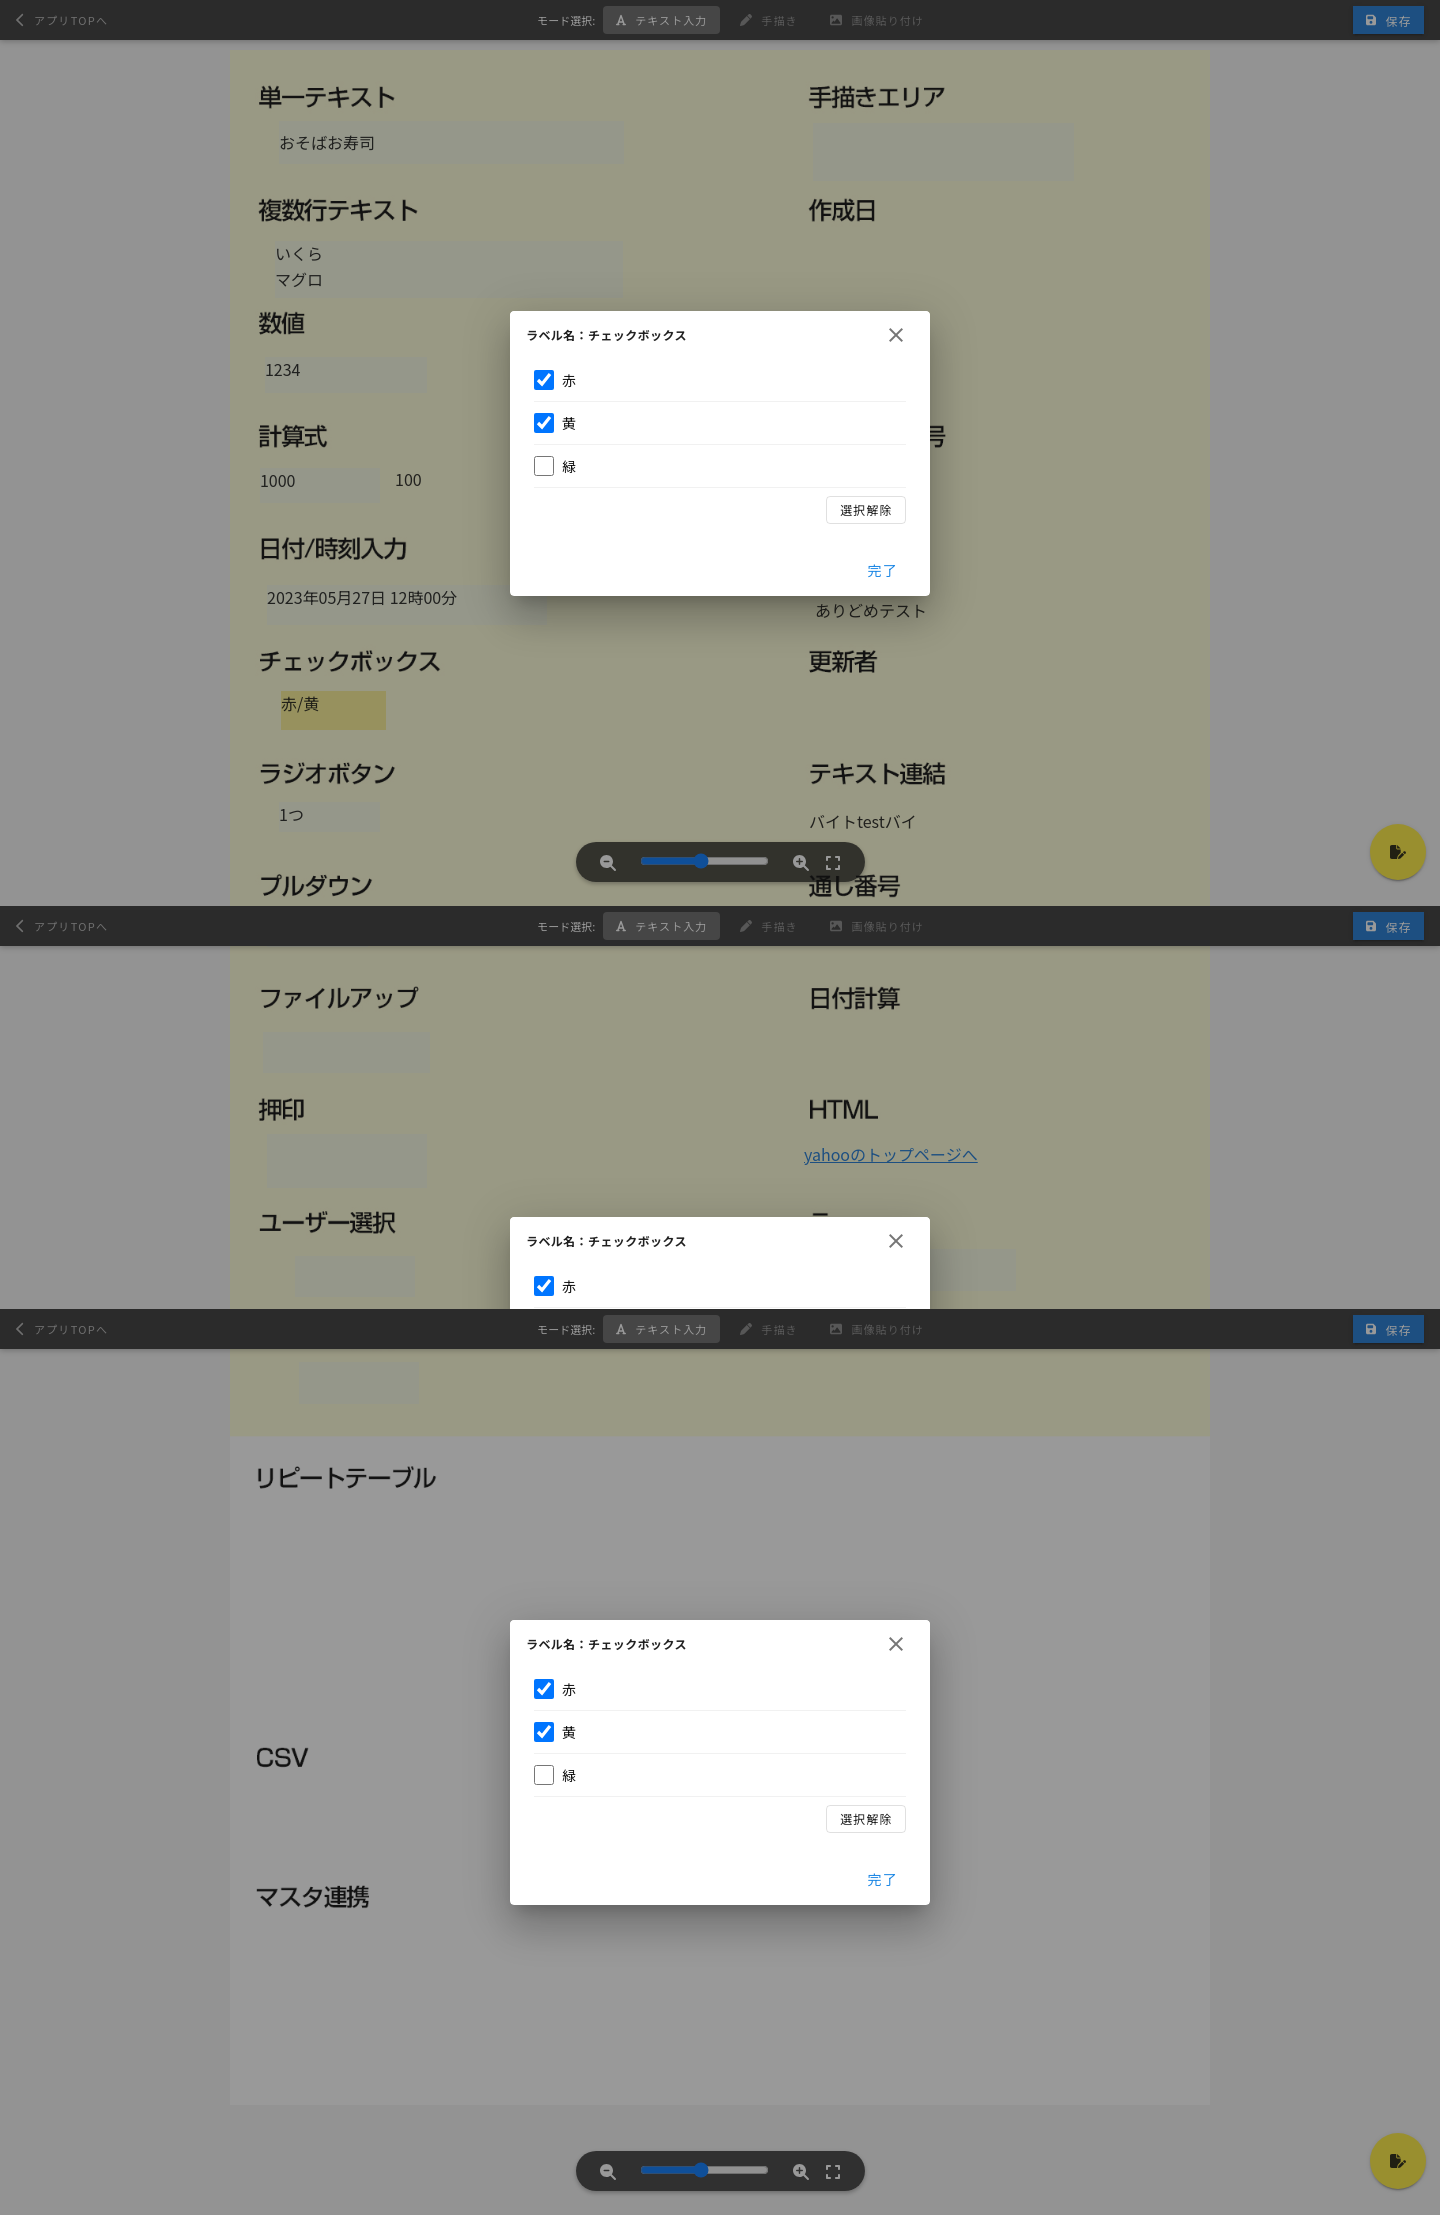 アプリTOPへ
モード選択: テキスト入力 手描き 画像貼り付け
保存
単一テキスト
手描きエリア
おそばお寿司
複数行テキスト
作成日
いくら
マグロ
数値
1234
ラベル名：チェックボックス
赤
黄
緑
選択解除
完了
計算式
号
1000
100
日付/時刻入力
2023年05月27日 12時00分
ありどめテスト
チェックボックス
更新者
赤/黄
ラジオボタン
テキスト連結
1つ
バイトtestバイ
プルダウン
通し番号
アプリTOPへ
モード選択: テキスト入力 手描き 画像貼り付け
保存
ファイルアップ
日付計算
押印
HTML
yahooのトップページへ
ユーザー選択
ラベル名：チェックボックス
赤
アプリTOPへ
モード選択: テキスト入力 手描き 画像貼り付け
保存
リピートテーブル
ラベル名：チェックボックス
赤
黄
緑
選択解除
完了
CSV
マスタ連携